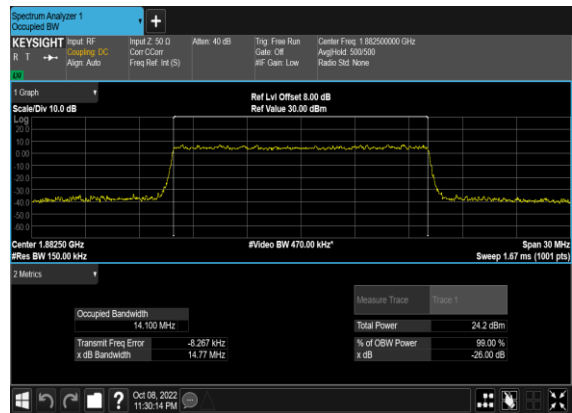 Spectrum Analyzer 1
Occupied BW
+
KEYSIGHT Input: RF Input Z: 50 Ω Atten: 40 dB Trig: Free Run Center Freq: 1.882500000 GHz
R T Coupling: DC Corr CCorr Gate: Off Avg|Hold: 500/500
Align: Auto Freq Ref: Int (S) #IF Gain: Low Radio Std: None
1 Graph
Ref Lvl Offset 8.00 dB
Scale/Div 10.0 dB Ref Value 30.00 dBm
Log
20.0
10.0
0.00
-10.0
-20.0
-30.0
-40.0
-50.0
-60.0
Center 1.88250 GHz #Video BW 470.00 kHz* Span 30 MHz
#Res BW 150.00 kHz Sweep 1.67 ms (1001 pts)
2 Metrics
Measure Trace Trace 1
Occupied Bandwidth
14.100 MHz Total Power 24.2 dBm
Transmit Freq Error -8.267 kHz % of OBW Power 99.00 %
x dB Bandwidth 14.77 MHz x dB -26.00 dB
? Oct 08, 2022
11:30:14 PM